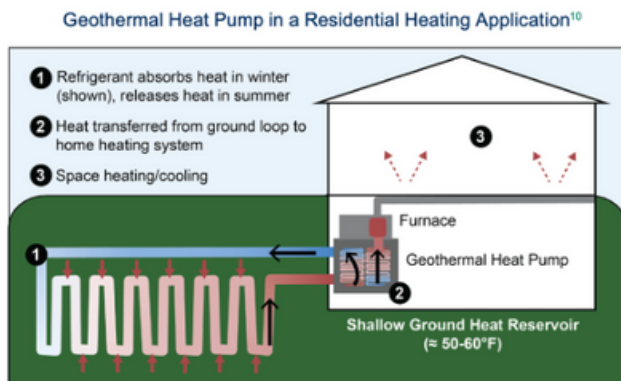 Geothermal Heat Pump in a Residential Heating Application¹⁰
1 Refrigerant absorbs heat in winter
(shown), releases heat in summer
2 Heat transferred from ground loop to
home heating system
3 Space heating/cooling
3
Furnace
1
Geothermal Heat Pump
2
Shallow Ground Heat Reservoir
(≈ 50-60°F)